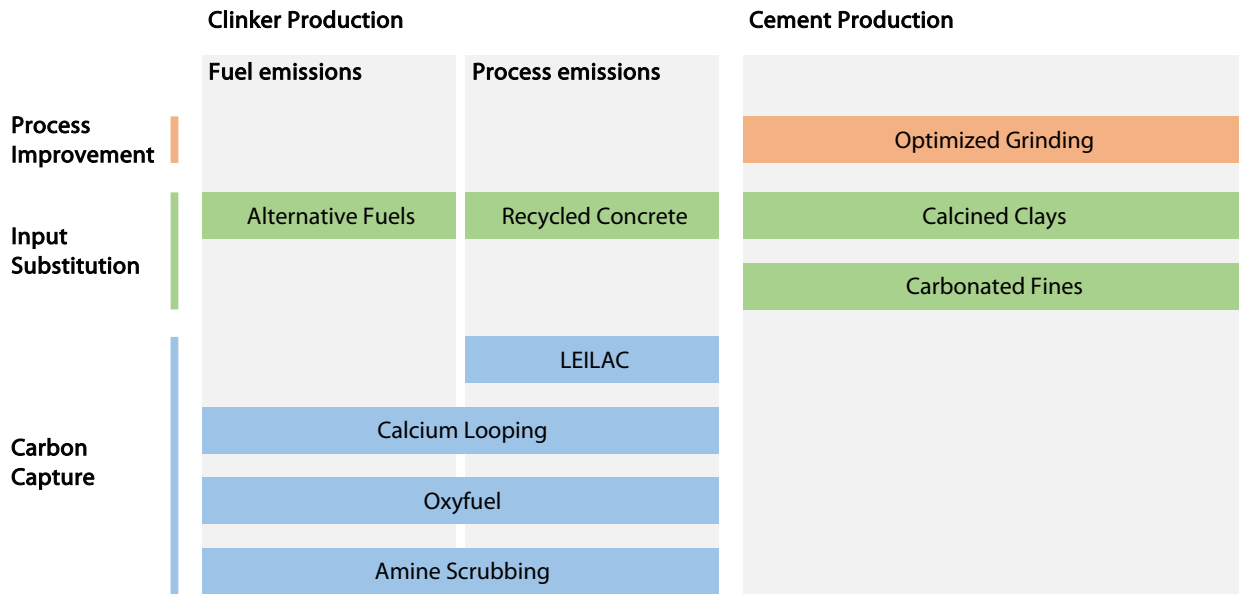 Clinker Production
Cement Production
Fuel emissions
Process emissions
Process
Improvement
Optimized Grinding
Input
Substitution
Alternative Fuels
Recycled Concrete
Calcined Clays
Carbonated Fines
Carbon
Capture
LEILAC
Calcium Looping
Oxyfuel
Amine Scrubbing